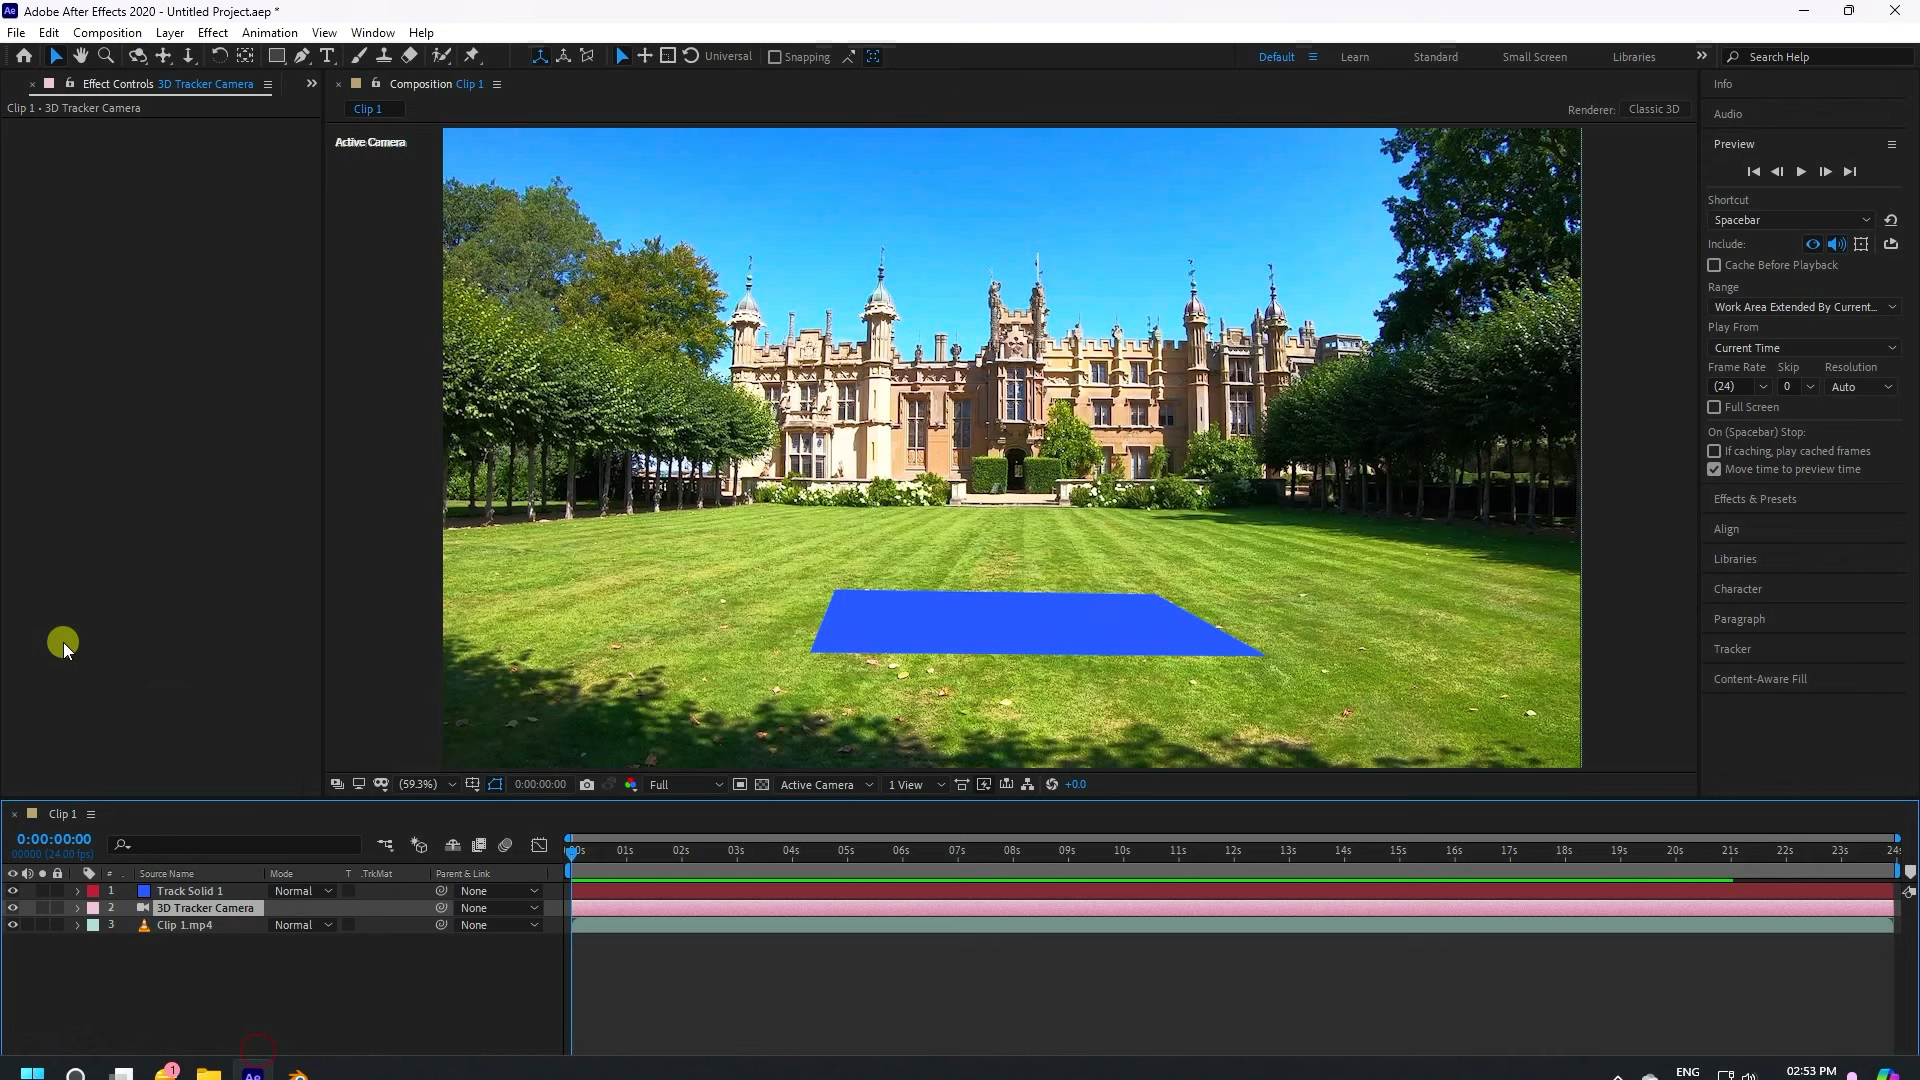 Ae Adobe After Effects 2020 - Untitled Project.aep *
File Edit Composition Layer Effect Animation View Window Help
Universal Snapping Default Learn Standard Small Screen Libraries Search Help
Effect Controls 3D Tracker Camera
Composition Clip 1
Clip 1 • 3D Tracker Camera
Clip 1
Renderer: Classic 3D
Active Camera
Info
Audio
Preview
Shortcut
Spacebar
Include:
Cache Before Playback
Range
Work Area Extended By Current...
Play From
Current Time
Frame Rate Skip Resolution
(24) 0 Auto
Full Screen
On (Spacebar) Stop:
If caching, play cached frames
Move time to preview time
Effects & Presets
Align
Libraries
Character
Paragraph
Tracker
Content-Aware Fill
(59.3%) 0:00:00:00 Full Active Camera 1 View +0.0
Clip 1
0:00:00:00
00000 (24.00 fps)
01s 02s 03s 04s 05s 06s 07s 08s 09s 10s 11s 12s 13s 14s 15s 16s 17s 18s 19s 20s 21s 22s 23s
# Source Name Mode T .TrkMat Parent & Link
1 Track Solid 1 Normal None
2 3D Tracker Camera None
3 Clip 1.mp4 Normal None
1 Ae ENG 02:53 PM